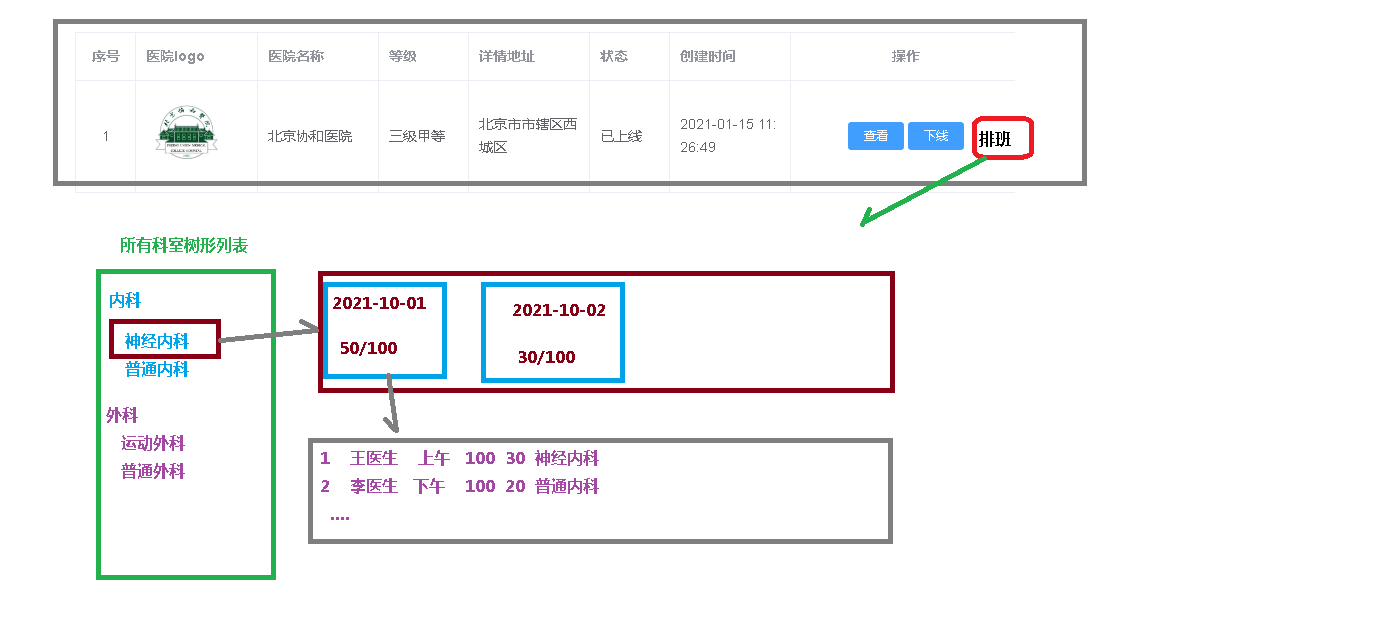 序号 医院logo 医院名称 等级 详情地址 状态 创建时间 操作
1 北京协和医院 三级甲等 北京市市辖区西 已上线 2021-01-15 11: 查看 下线 排班
城区 26:49
所有科室树形列表
内科
神经内科
普通内科
外科
运动外科
普通外科
2021-10-01
50/100
2021-10-02
30/100
1 王医生 上午 100 30 神经内科
2 李医生 下午 100 20 普通内科
....